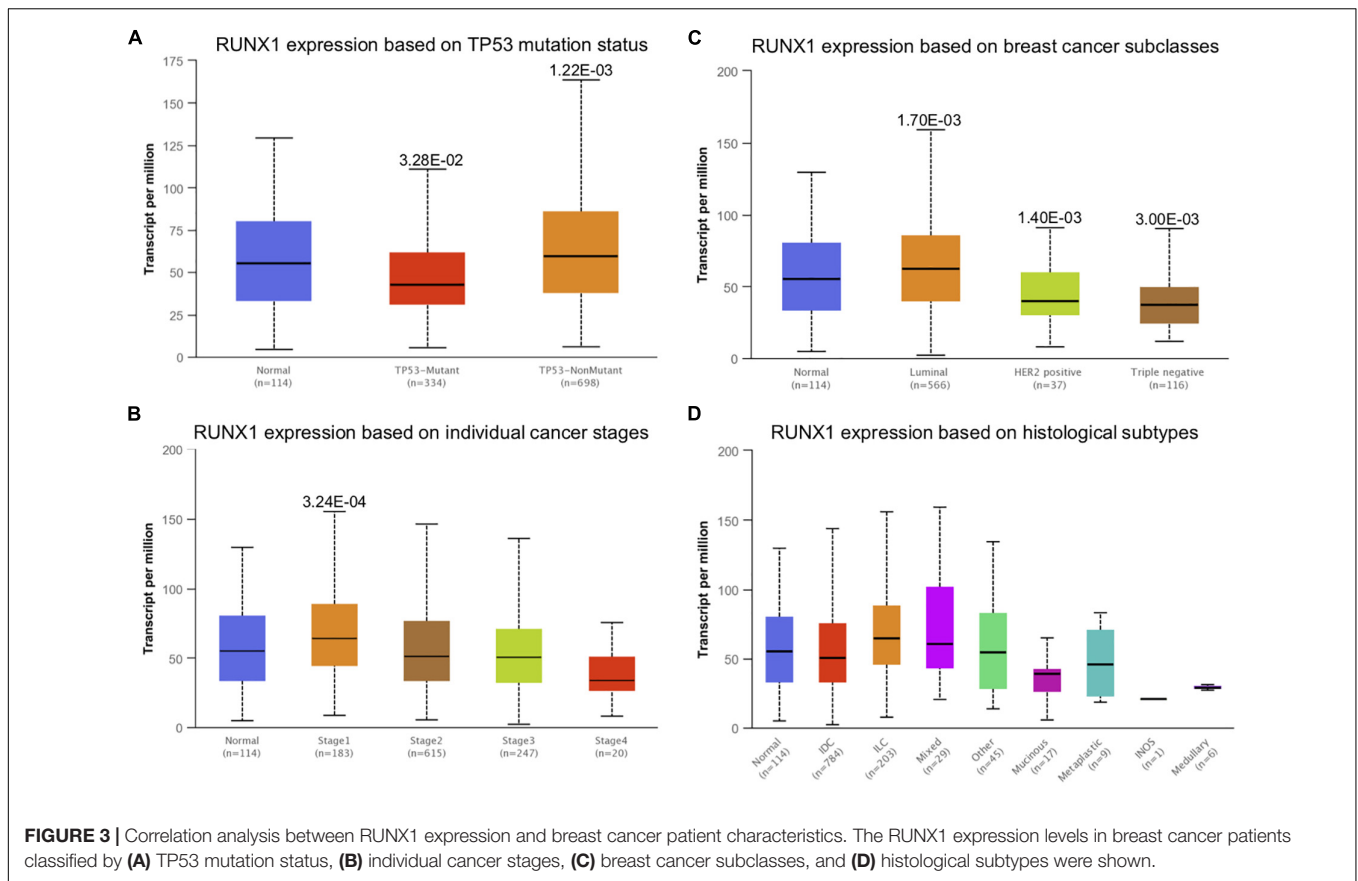 A
RUNX1 expression based on TP53 mutation status
Transcript per million
175
150
125
100
75
50
25
0
3.28E-02
1.22E-03
Normal
(n=114)
TP53-Mutant
(n=334)
TP53-NonMutant
(n=698)
C
RUNX1 expression based on breast cancer subclasses
Transcript per million
200
150
100
50
0
1.70E-03
1.40E-03
3.00E-03
Normal
(n=114)
Luminal
(n=566)
HER2 positive
(n=37)
Triple negative
(n=116)
B
RUNX1 expression based on individual cancer stages
Transcript per million
200
150
100
50
0
3.24E-04
Normal
(n=114)
Stage1
(n=183)
Stage2
(n=615)
Stage3
(n=247)
Stage4
(n=20)
D
RUNX1 expression based on histological subtypes
Transcript per million
200
150
100
50
0
Normal
(n=114)
IDC
(n=784)
ILC
(n=203)
Mixed
(n=29)
Other
(n=45)
Mucinous
(n=17)
Metaplastic
(n=9)
INOS
(n=1)
Medullary
(n=6)
FIGURE 3 | Correlation analysis between RUNX1 expression and breast cancer patient characteristics. The RUNX1 expression levels in breast cancer patients
classified by (A) TP53 mutation status, (B) individual cancer stages, (C) breast cancer subclasses, and (D) histological subtypes were shown.